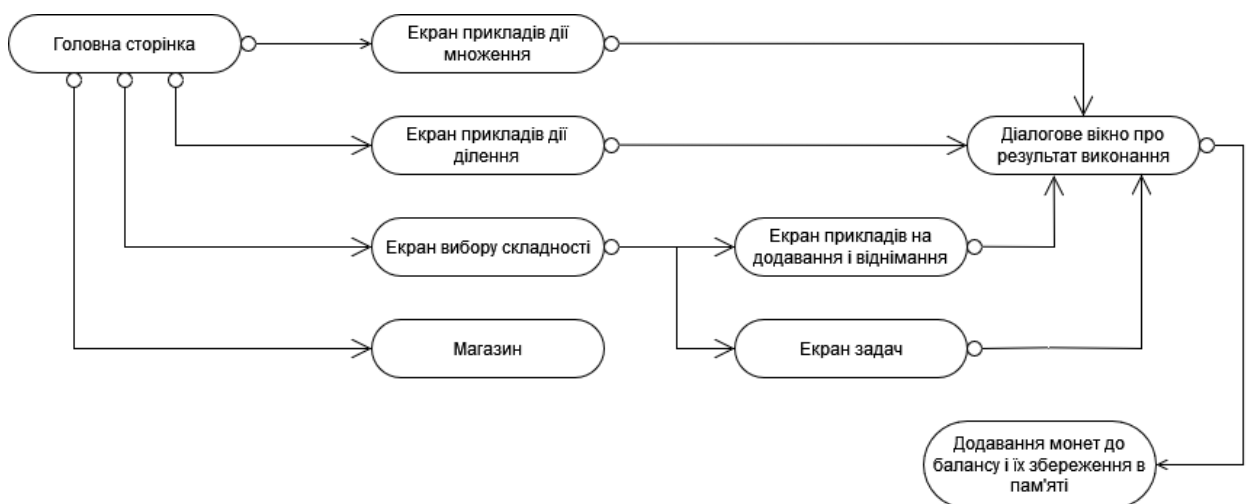 Головна сторінка
Екран прикладів дії
множення
Екран прикладів дії
ділення
Діалогове вікно про
результат виконання
Екран вибору складності
Екран прикладів на
додавання і віднімання
Магазин
Екран задач
Додавання монет до
балансу і їх збереження в
пам'яті